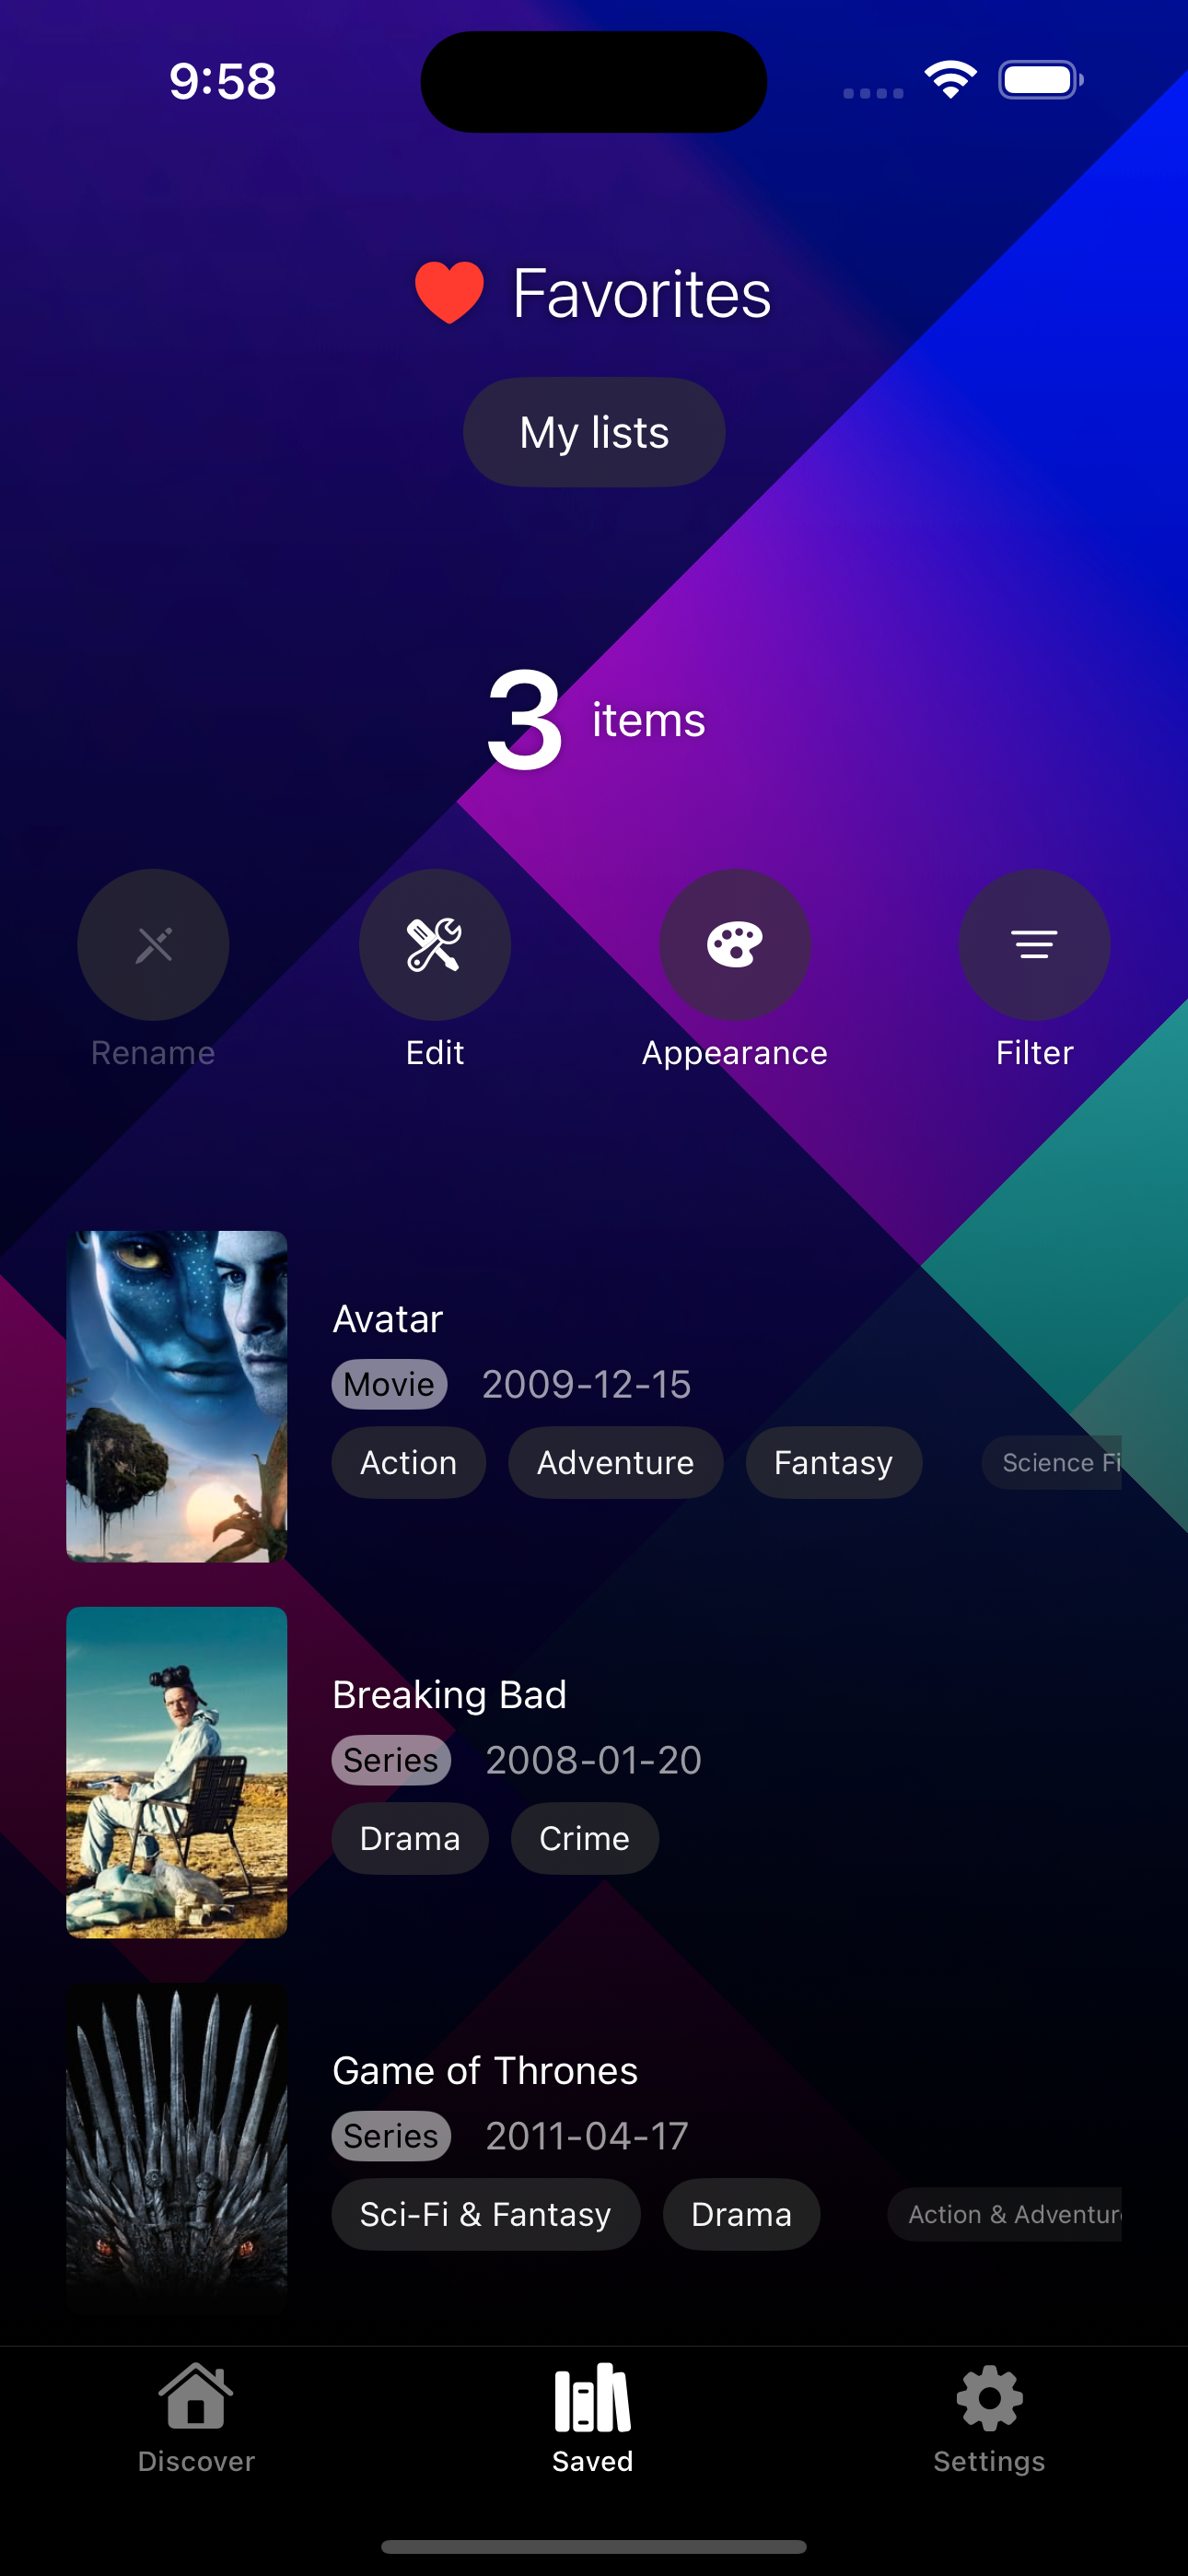 9:58
Favorites
My lists
3 items
Rename Edit Appearance Filter
Avatar
Movie 2009-12-15
Action Adventure Fantasy Science Fi
Breaking Bad
Series 2008-01-20
Drama Crime
Game of Thrones
Series 2011-04-17
Sci-Fi & Fantasy Drama Action & Adventur
Discover Saved Settings